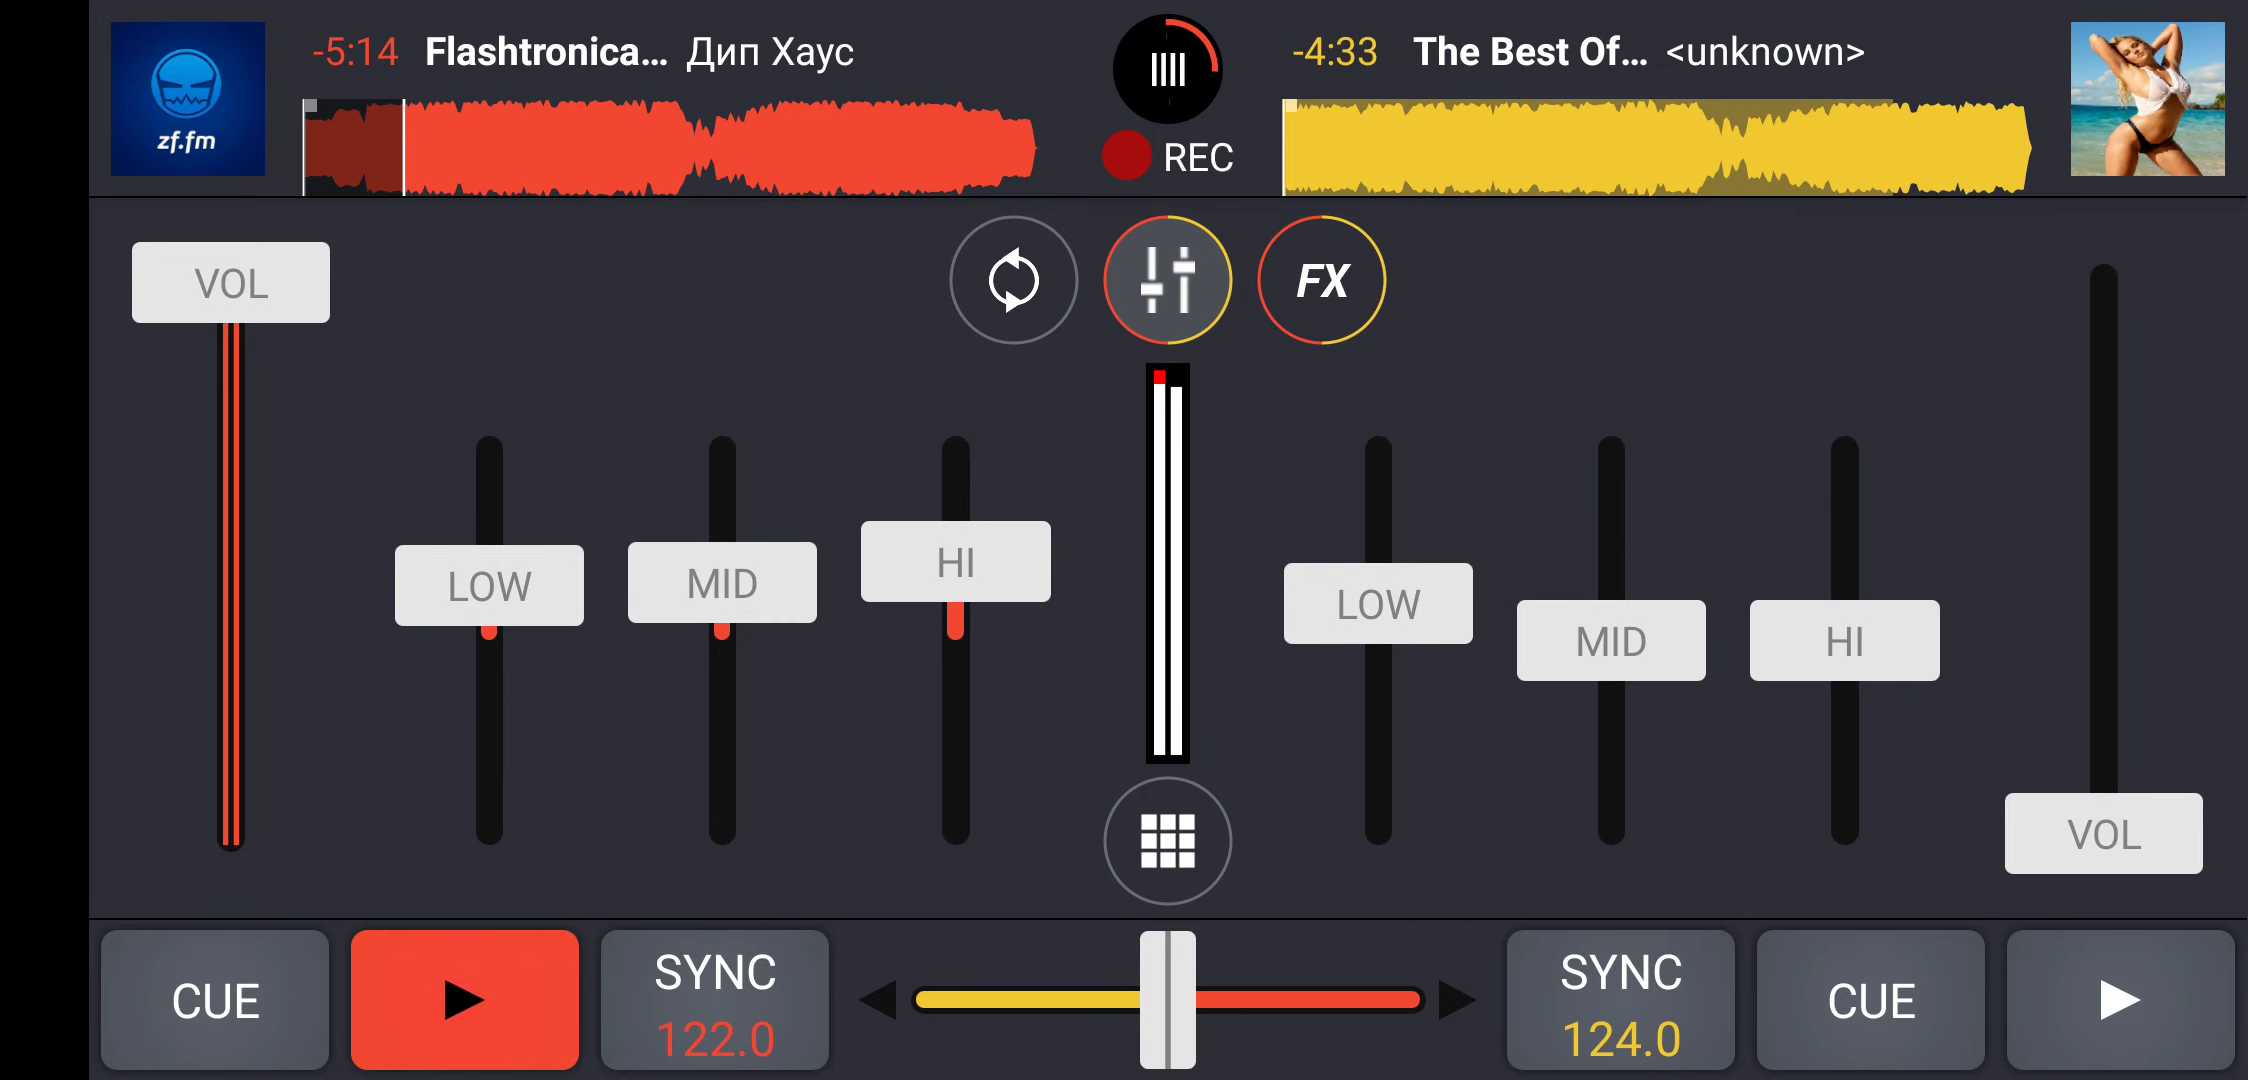 zf.fm
-5:14 Flashtronica... Дип Хаус
REC
-4:33 The Best Of... <unknown>
FX
VOL
LOW
MID
HI
LOW
MID
HI
VOL
CUE
SYNC
122.0
SYNC
124.0
CUE